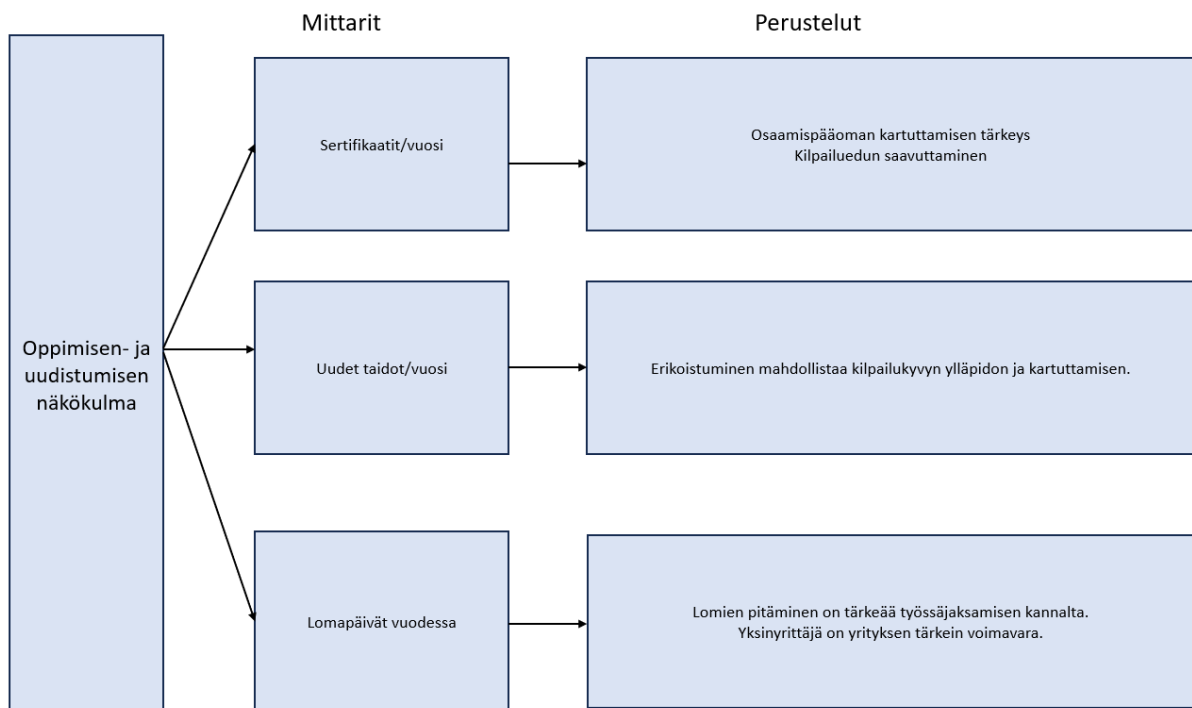 Mittarit
Perustelut
Oppimisen- ja
uudistumisen
näkökulma
Sertifikaatit/vuosi
Osaamispääoman kartuttamisen tärkeys
Kilpailuedun saavuttaminen
Uudet taidot/vuosi
Erikoistuminen mahdollistaa kilpailukyvyn ylläpidon ja kartuttamisen.
Lomapäivät vuodessa
Lomien pitäminen on tärkeää työssäjaksamisen kannalta.
Yksinyrittäjä on yrityksen tärkein voimavara.